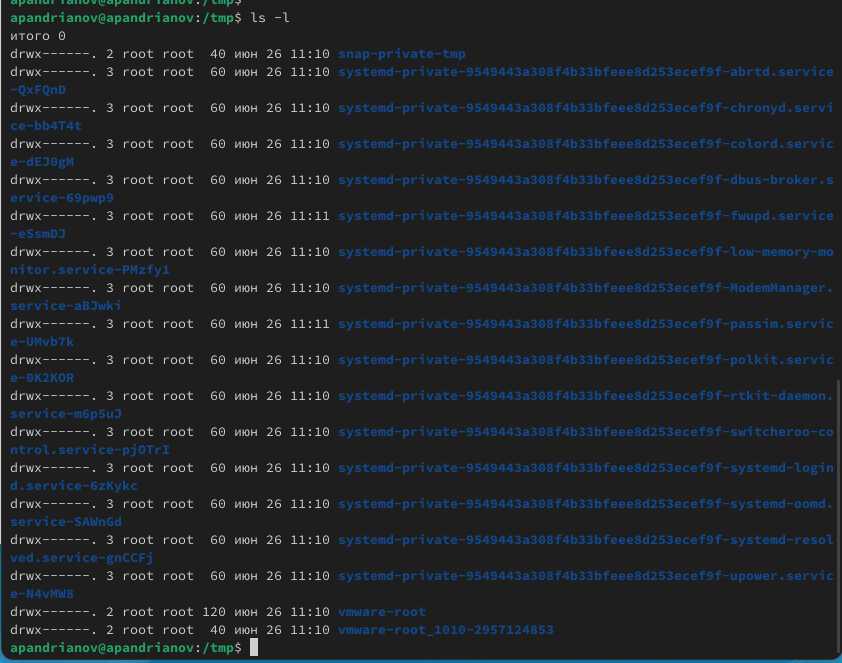 apandrianov@apandrianov:/tmp$
apandrianov@apandrianov:/tmp$ ls -l
итого 0
drwx------. 2 root root  40 июн 26 11:10 snap-private-tmp
drwx------. 3 root root  60 июн 26 11:10 systemd-private-9549443a308f4b33bfeee8d253ecef9f-abrtd.service
-QxFQnD
drwx------. 3 root root  60 июн 26 11:10 systemd-private-9549443a308f4b33bfeee8d253ecef9f-chronyd.servi
ce-bb4T4t
drwx------. 3 root root  60 июн 26 11:10 systemd-private-9549443a308f4b33bfeee8d253ecef9f-colord.servic
e-dEJ0gM
drwx------. 3 root root  60 июн 26 11:10 systemd-private-9549443a308f4b33bfeee8d253ecef9f-dbus-broker.s
ervice-69pwp9
drwx------. 3 root root  60 июн 26 11:11 systemd-private-9549443a308f4b33bfeee8d253ecef9f-fwupd.service
-eSsmDJ
drwx------. 3 root root  60 июн 26 11:10 systemd-private-9549443a308f4b33bfeee8d253ecef9f-low-memory-mo
nitor.service-PMzfy1
drwx------. 3 root root  60 июн 26 11:10 systemd-private-9549443a308f4b33bfeee8d253ecef9f-ModemManager.
service-aBJwki
drwx------. 3 root root  60 июн 26 11:11 systemd-private-9549443a308f4b33bfeee8d253ecef9f-passim.servic
e-UMvb7k
drwx------. 3 root root  60 июн 26 11:10 systemd-private-9549443a308f4b33bfeee8d253ecef9f-polkit.servic
e-0K2KOR
drwx------. 3 root root  60 июн 26 11:10 systemd-private-9549443a308f4b33bfeee8d253ecef9f-rtkit-daemon.
service-m6p5uJ
drwx------. 3 root root  60 июн 26 11:10 systemd-private-9549443a308f4b33bfeee8d253ecef9f-switcheroo-co
ntrol.service-pjOTrI
drwx------. 3 root root  60 июн 26 11:10 systemd-private-9549443a308f4b33bfeee8d253ecef9f-systemd-login
d.service-6zKykc
drwx------. 3 root root  60 июн 26 11:10 systemd-private-9549443a308f4b33bfeee8d253ecef9f-systemd-oomd.
service-SAWnGd
drwx------. 3 root root  60 июн 26 11:10 systemd-private-9549443a308f4b33bfeee8d253ecef9f-systemd-resol
ved.service-gnCCFj
drwx------. 3 root root  60 июн 26 11:10 systemd-private-9549443a308f4b33bfeee8d253ecef9f-upower.servic
e-N4vMW8
drwx------. 2 root root 120 июн 26 11:10 vmware-root
drwx------. 2 root root  40 июн 26 11:10 vmware-root_1010-2957124853
apandrianov@apandrianov:/tmp$